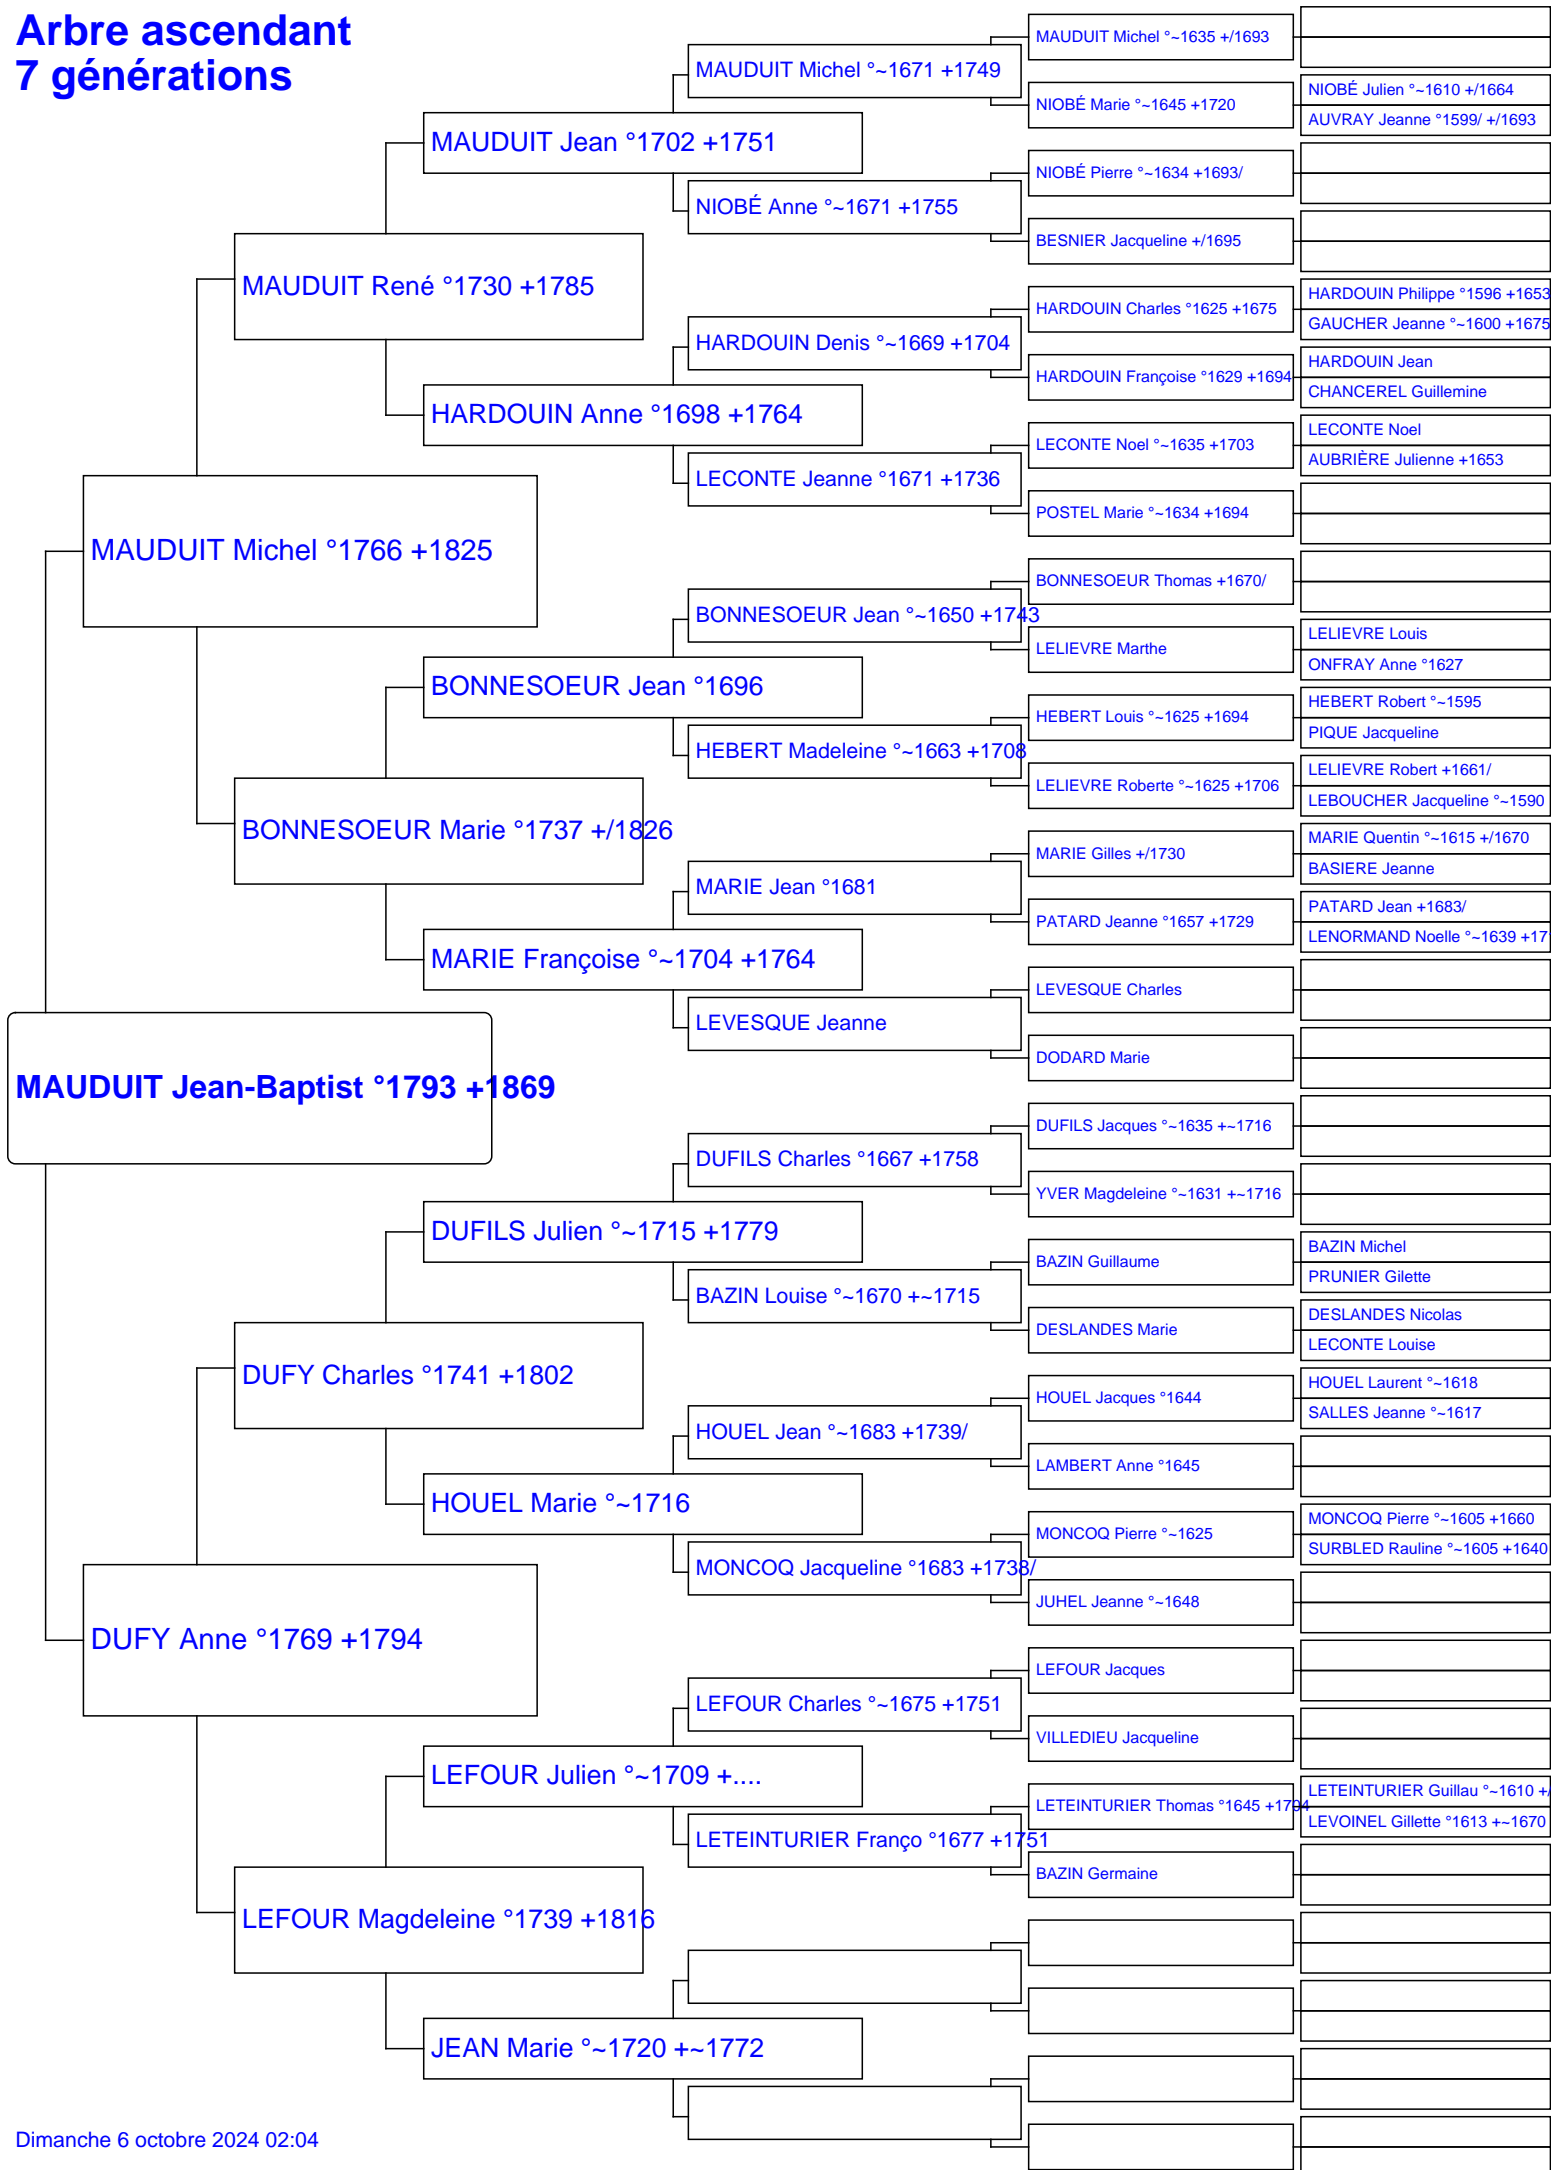 Arbre ascendant
7 générations
MAUDUIT Jean-Baptist °1793 +1869
MAUDUIT Michel °1766 +1825
DUFY Anne °1769 +1794
MAUDUIT René °1730 +1785
BONNESOEUR Marie °1737 +/1826
DUFY Charles °1741 +1802
LEFOUR Magdeleine °1739 +1816
MAUDUIT Jean °1702 +1751
HARDOUIN Anne °1698 +1764
BONNESOEUR Jean °1696
MARIE Françoise °~1704 +1764
DUFILS Julien °~1715 +1779
HOUEL Marie °~1716
LEFOUR Julien °~1709 +....
JEAN Marie °~1720 +~1772
MAUDUIT Michel °~1671 +1749
NIOBÉ Anne °~1671 +1755
HARDOUIN Denis °~1669 +1704
LECONTE Jeanne °1671 +1736
BONNESOEUR Jean °~1650 +1743
HEBERT Madeleine °~1663 +1708
MARIE Jean °1681
LEVESQUE Jeanne
DUFILS Charles °1667 +1758
BAZIN Louise °~1670 +~1715
HOUEL Jean °~1683 +1739/
MONCOQ Jacqueline °1683 +1738/
LEFOUR Charles °~1675 +1751
LETEINTURIER Franço °1677 +1751
MAUDUIT Michel °~1635 +/1693
NIOBÉ Marie °~1645 +1720
NIOBÉ Pierre °~1634 +1693/
BESNIER Jacqueline +/1695
HARDOUIN Charles °1625 +1675
HARDOUIN Françoise °1629 +1694
LECONTE Noel °~1635 +1703
POSTEL Marie °~1634 +1694
BONNESOEUR Thomas +1670/
LELIEVRE Marthe
HEBERT Louis °~1625 +1694
LELIEVRE Roberte °~1625 +1706
MARIE Gilles +/1730
PATARD Jeanne °1657 +1729
LEVESQUE Charles
DODARD Marie
DUFILS Jacques °~1635 +~1716
YVER Magdeleine °~1631 +~1716
BAZIN Guillaume
DESLANDES Marie
HOUEL Jacques °1644
LAMBERT Anne °1645
MONCOQ Pierre °~1625
JUHEL Jeanne °~1648
LEFOUR Jacques
VILLEDIEU Jacqueline
LETEINTURIER Thomas °1645 +1704
BAZIN Germaine
NIOBÉ Julien °~1610 +/1664
AUVRAY Jeanne °1599/ +/1693
HARDOUIN Philippe °1596 +1653
GAUCHER Jeanne °~1600 +1675
HARDOUIN Jean
CHANCEREL Guillemine
LECONTE Noel
AUBRIÈRE Julienne +1653
LELIEVRE Louis
ONFRAY Anne °1627
HEBERT Robert °~1595
PIQUE Jacqueline
LELIEVRE Robert +1661/
LEBOUCHER Jacqueline °~1590
MARIE Quentin °~1615 +/1670
BASIERE Jeanne
PATARD Jean +1683/
LENORMAND Noelle °~1639 +17
BAZIN Michel
PRUNIER Gilette
DESLANDES Nicolas
LECONTE Louise
HOUEL Laurent °~1618
SALLES Jeanne °~1617
MONCOQ Pierre °~1605 +1660
SURBLED Rauline °~1605 +1640
LETEINTURIER Guillau °~1610 +/
LEVOINEL Gillette °1613 +~1670
Dimanche 6 octobre 2024 02:04